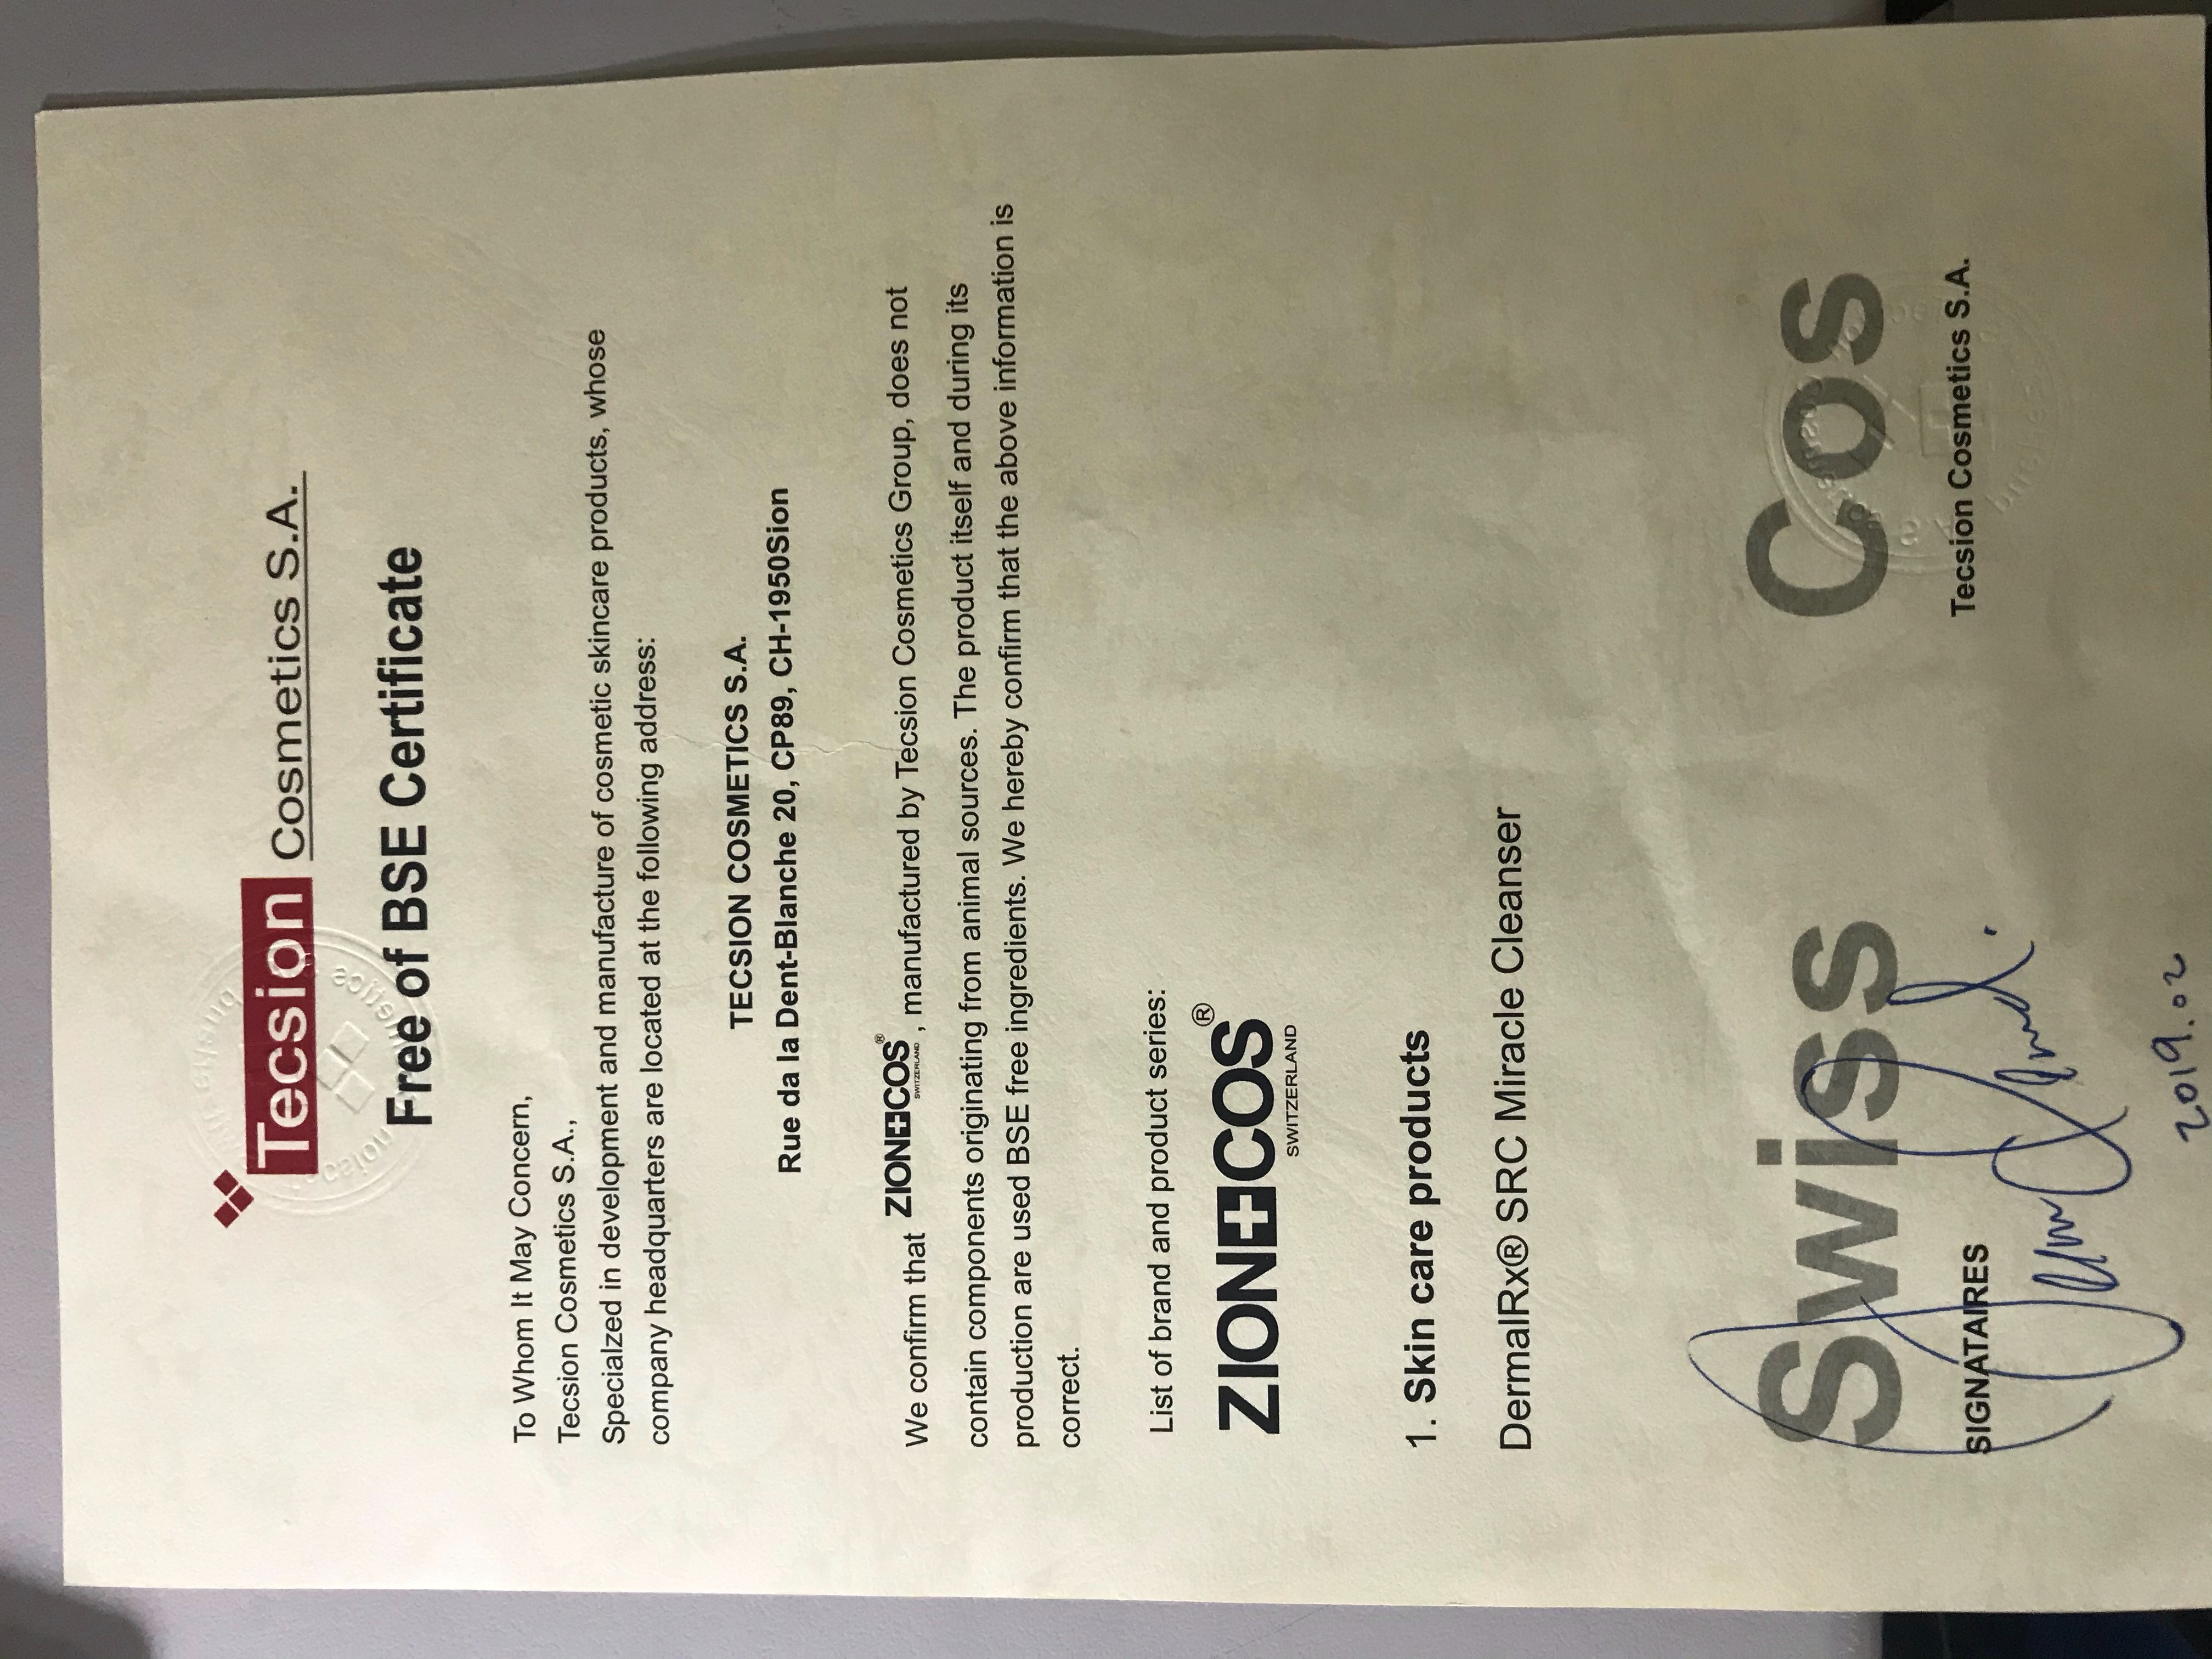 Tecsion Cosmetics S.A.
Free of BSE Certificate
To Whom It May Concern,
Tecsion Cosmetics S.A.,
Specialzed in development and manufacture of cosmetic skincare products, whose
company headquarters are located at the following address:
TECSION COSMETICS S.A.
Rue da la Dent-Blanche 20, CP89, CH-1950Sion
We confirm that ZION COS® SWITZERLAND, manufactured by Tecsion Cosmetics Group, does not
contain components originating from animal sources. The product itself and during its
production are used BSE free ingredients. We hereby confirm that the above information is
correct.
List of brand and product series:
ZION COS®
SWITZERLAND
1. Skin care products
DermalRx® SRC Miracle Cleanser
Swiss Cos
SIGNATAIRES Tecsion Cosmetics S.A.
2019.02